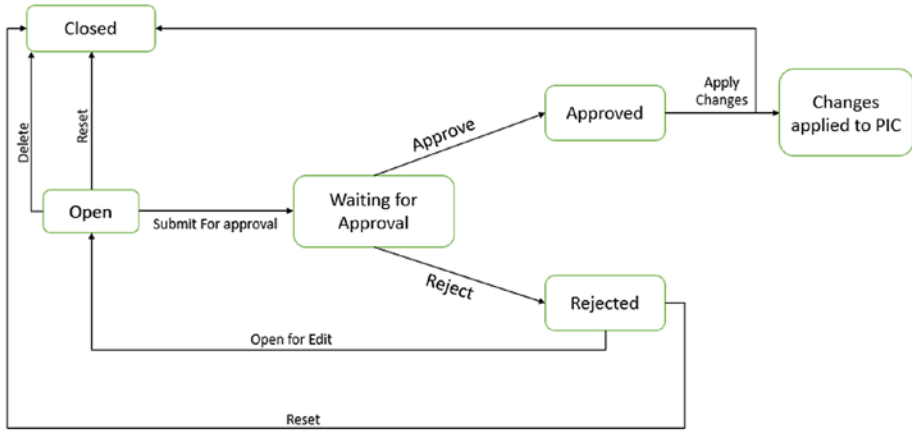 Closed
Apply
Changes
Approved
Changes
applied to PIC
Approve
Delete
Reset
Waiting for
Approval
Open
Submit For approval
Reject
Rejected
Open for Edit
Reset